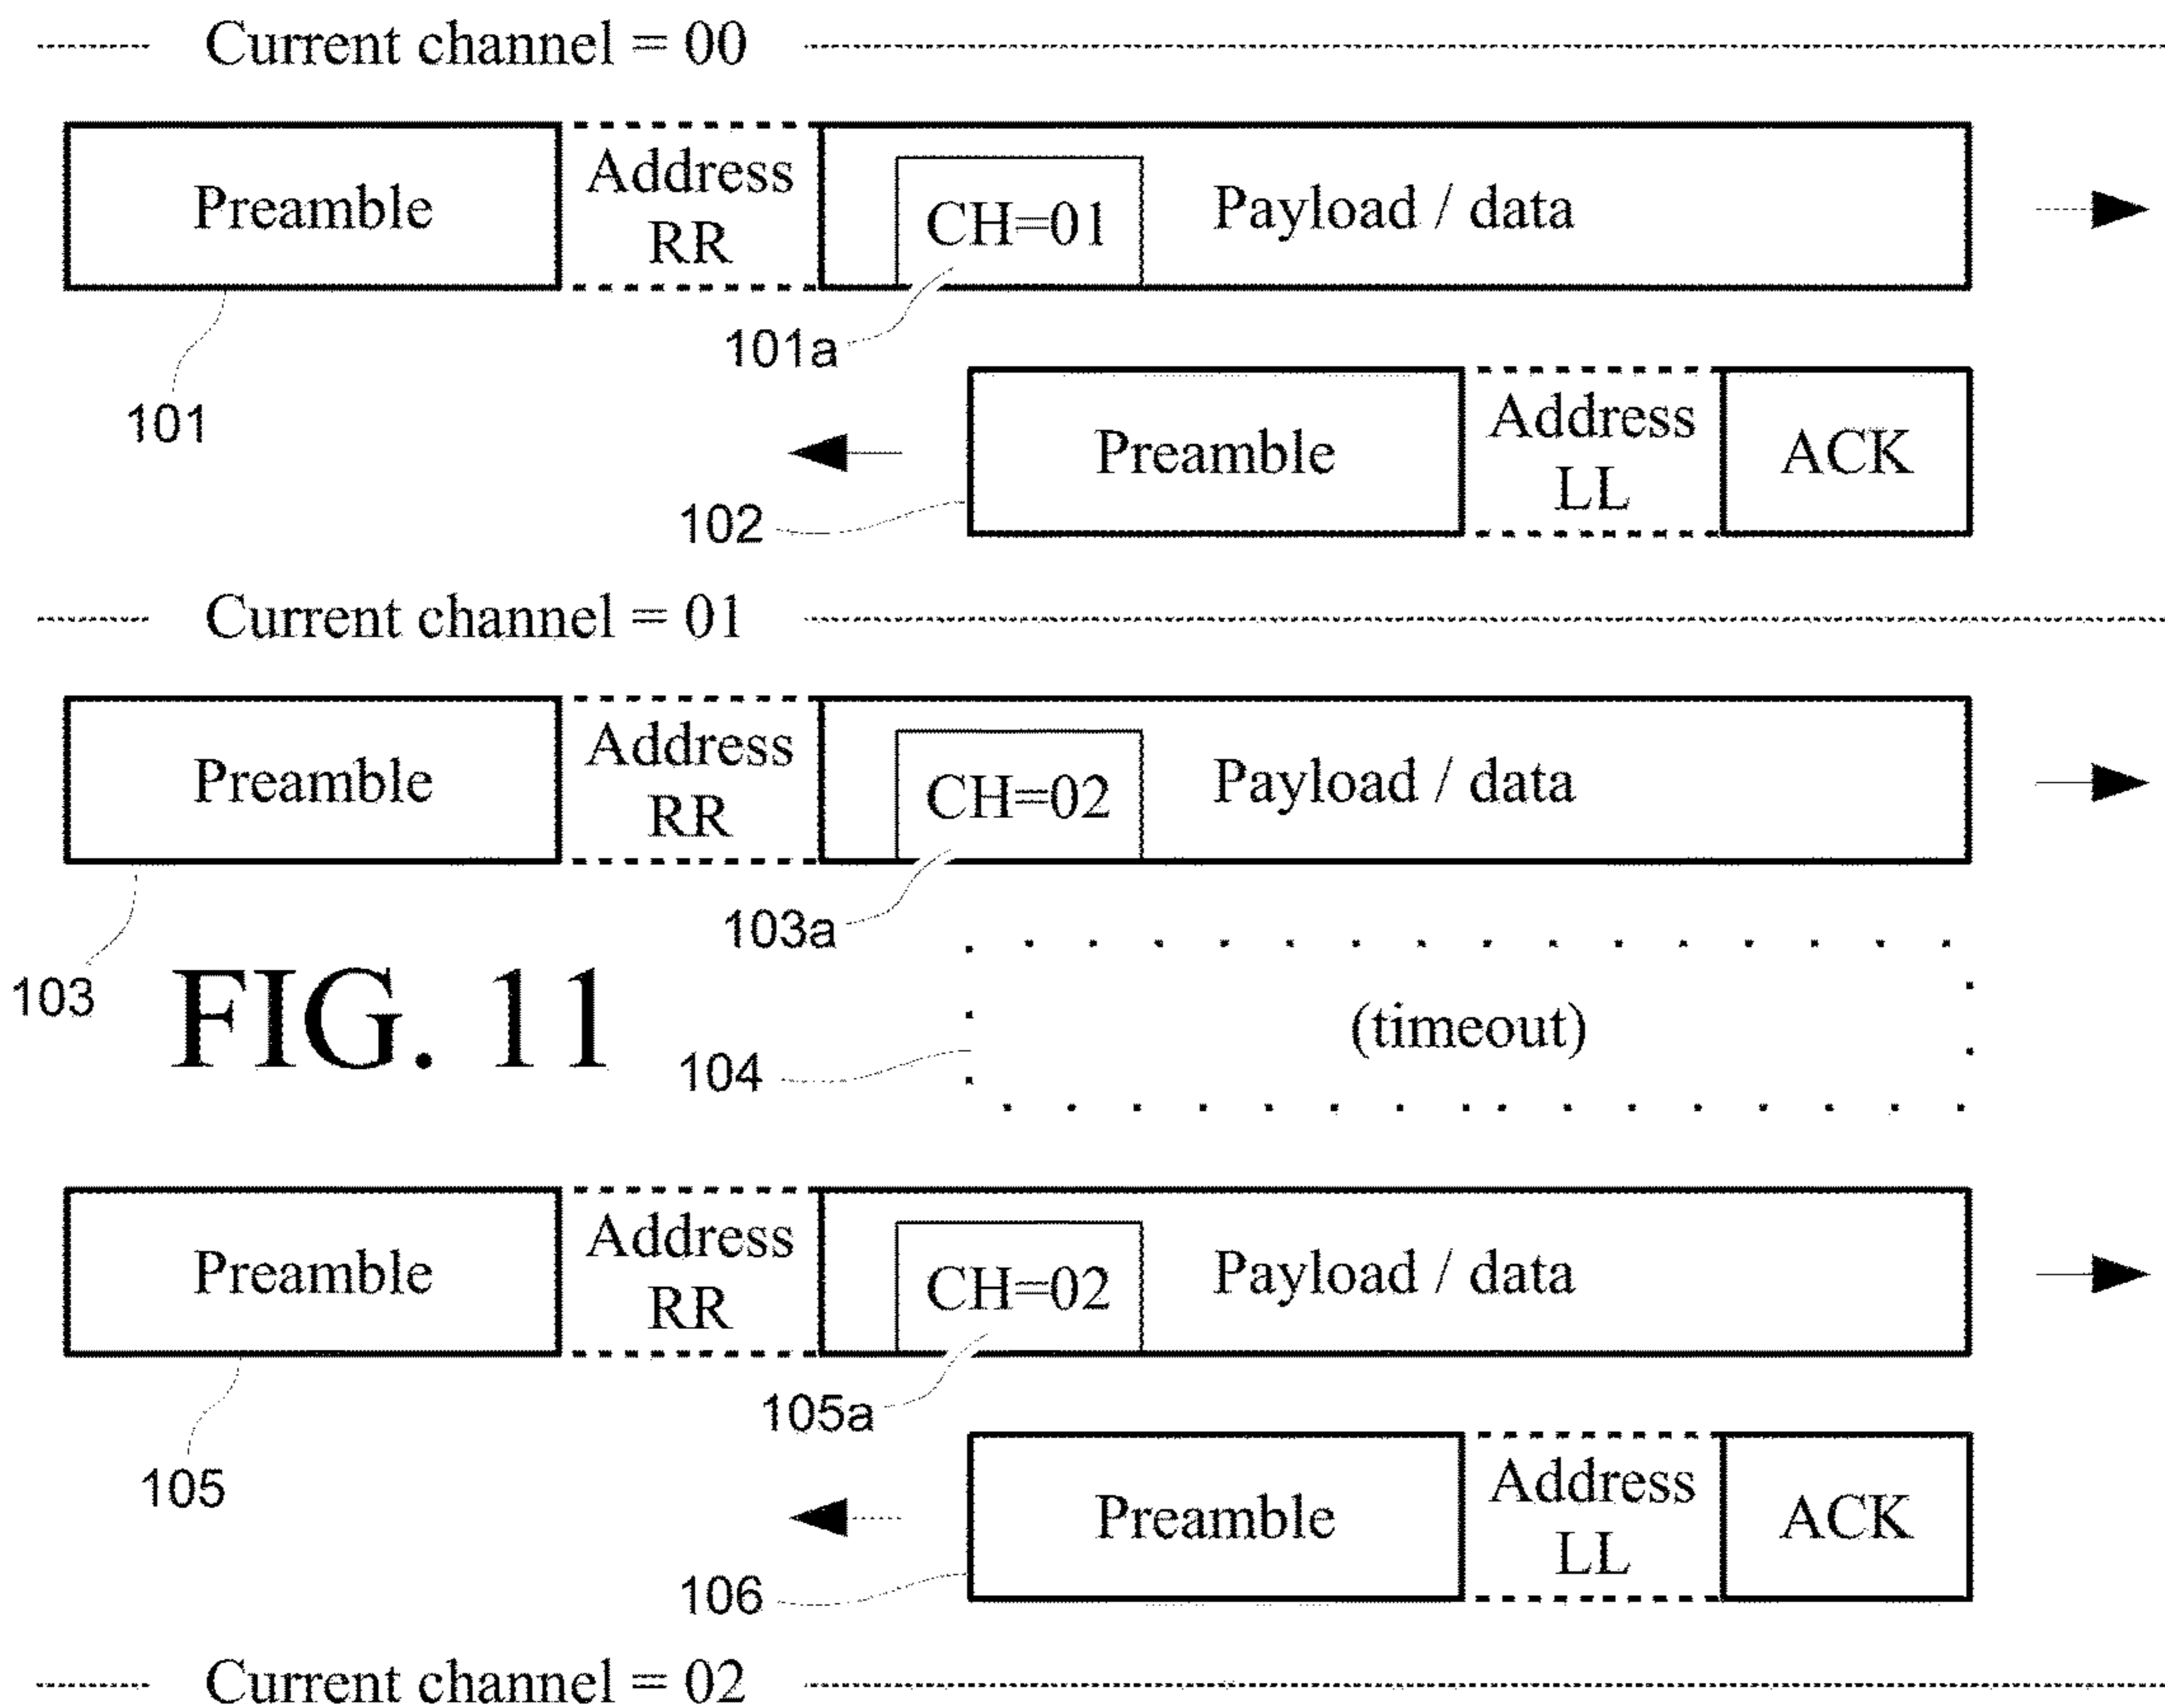 Current channel = 00
Preamble
Address
RR
CH=01
Payload / data
101a
101
Preamble
Address
LL
ACK
102
Current channel = 01
Preamble
Address
RR
CH=02
Payload / data
103a
103
FIG. 11
(timeout)
104
Preamble
Address
RR
CH=02
Payload / data
105a
105
Preamble
Address
LL
ACK
106
Current channel = 02